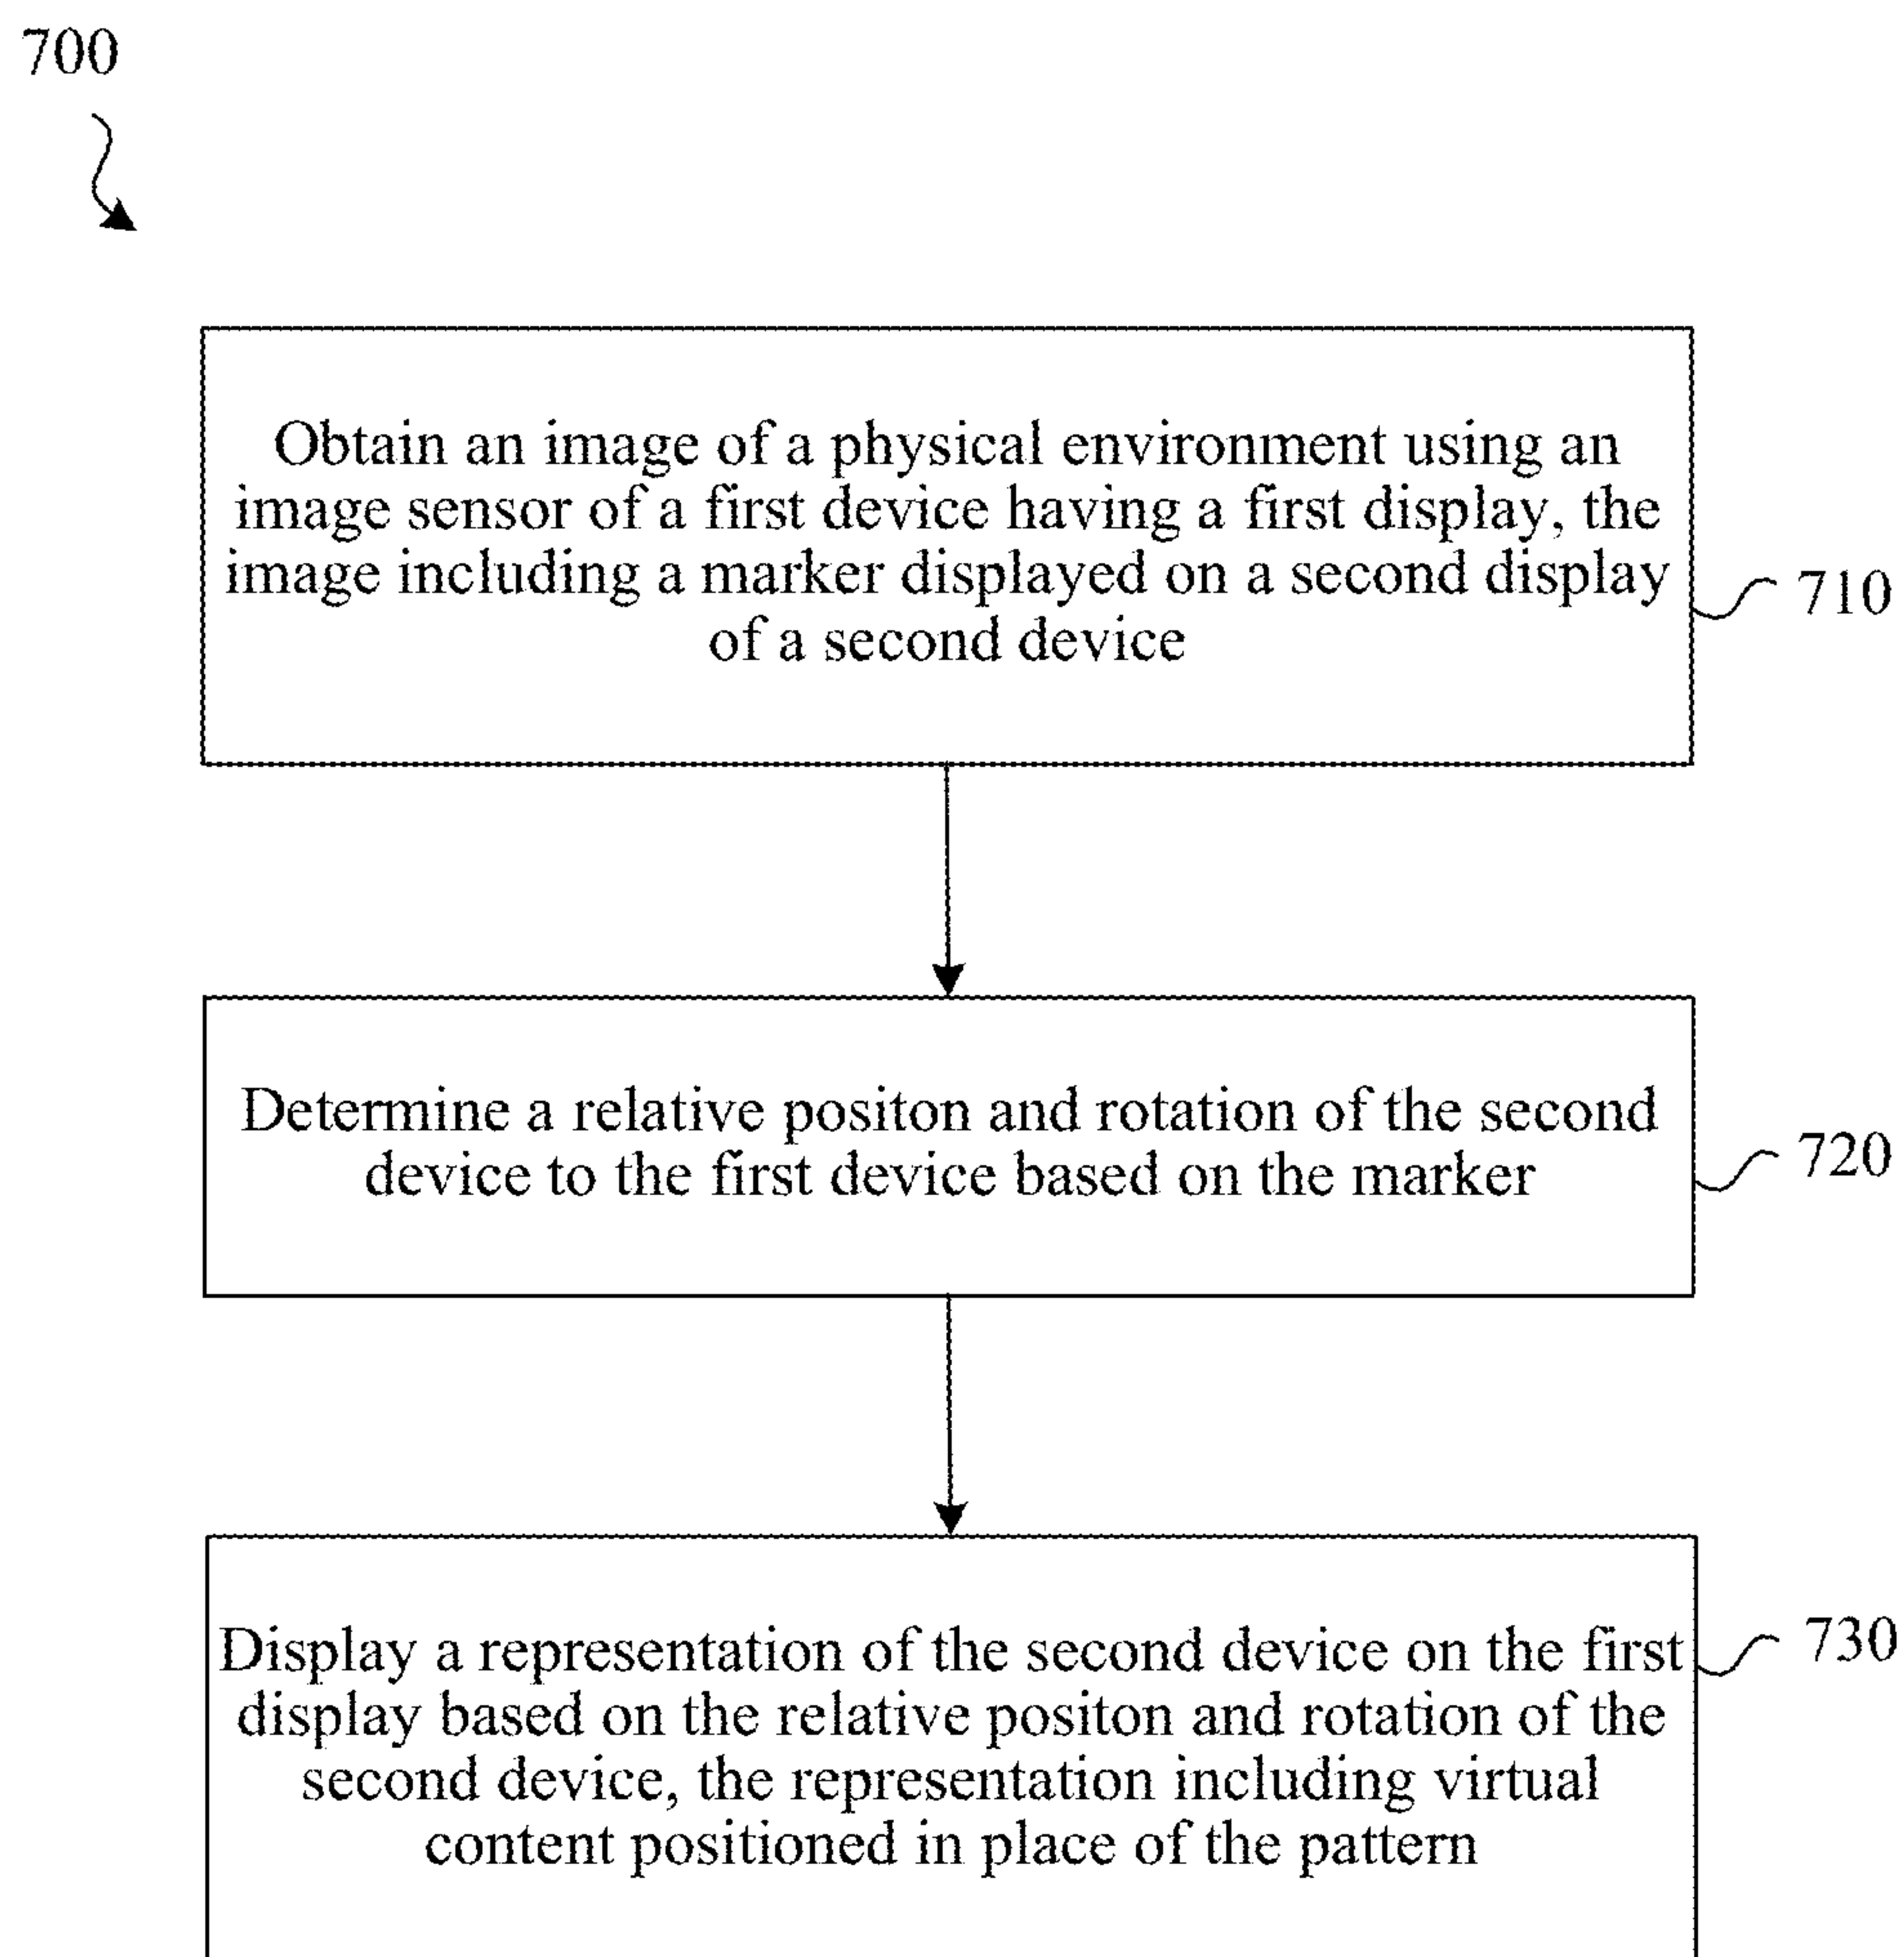 700
Obtain an image of a physical environment using an
image sensor of a first device having a first display, the
image including a marker displayed on a second display
of a second device
710
Determine a relative positon and rotation of the second
device to the first device based on the marker
720
Display a representation of the second device on the first
display based on the relative positon and rotation of the
second device, the representation including virtual
content positioned in place of the pattern
730